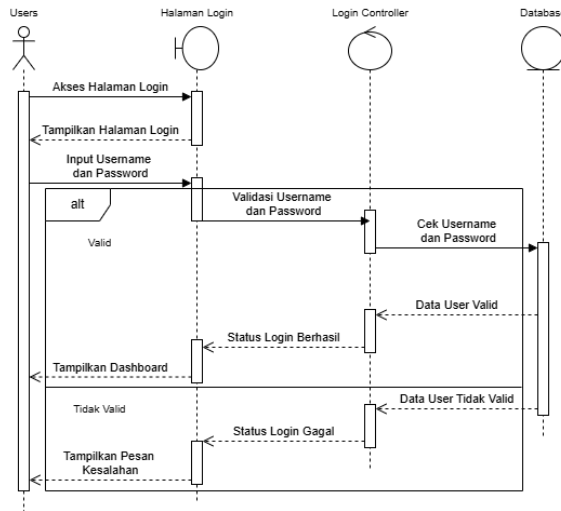 Users
Halaman Login
Login Controller
Database
Akses Halaman Login
Tampilkan Halaman Login
Input Username
dan Password
alt
Validasi Username
dan Password
Cek Username
dan Password
Valid
Data User Valid
Status Login Berhasil
Tampilkan Dashboard
Tidak Valid
Data User Tidak Valid
Status Login Gagal
Tampilkan Pesan
Kesalahan